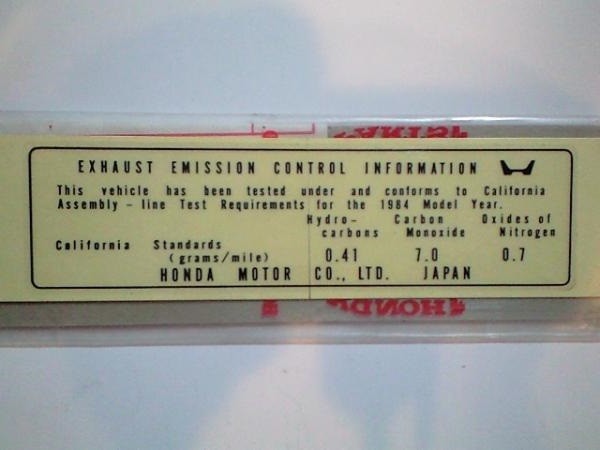 EXHAUST EMISSION CONTROL INFORMATION
This vehicle has been tested under and conforms to California
Assembly - line Test Requirements for the 1984 Model Year.
Hydro- Carbon Oxides of
carbons Monoxide Nitrogen
California Standards 0.41 7.0 0.7
(grams/mile)
HONDA MOTOR CO., LTD. JAPAN